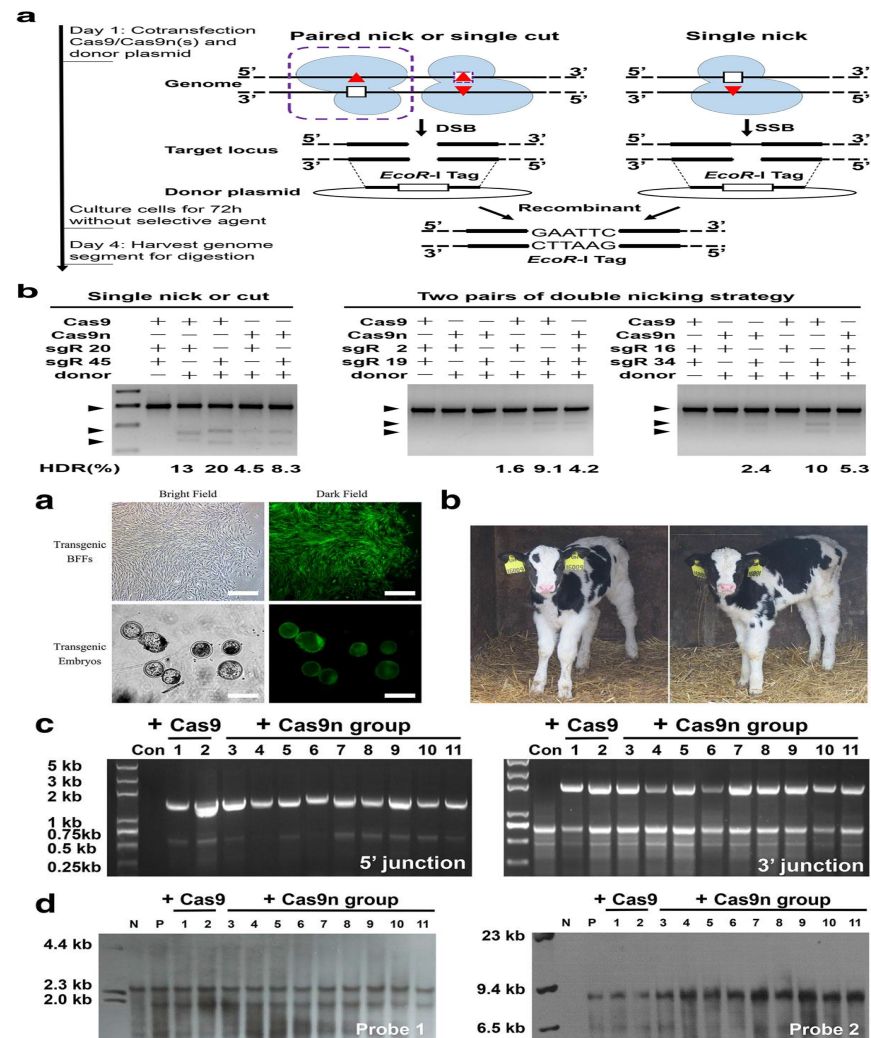 a
Day 1: Cotransfection
Cas9/Cas9n(s) and
donor plasmid
Paired nick or single cut
Single nick
Genome
5’ 3’
3’ 5’
5’ 3’
3’ 5’
DSB
SSB
Target locus
5’ 3’
3’ 5’
5’ 3’
3’ 5’
EcoR-I Tag
EcoR-I Tag
Donor plasmid
Culture cells for 72h
without selective agent
Recombinant
Day 4: Harvest genome
segment for digestion
5’ GAATTC 3’
3’ CTTAAG 5’
EcoR-I Tag
b
Single nick or cut
Two pairs of double nicking strategy
Cas9 + + + — —
Cas9n — — — + +
sgR 20 + + — + —
sgR 45 + — + — +
donor — + + + +
Cas9 + — — + + —
Cas9n — + + — — +
sgR 2 + + — + — +
sgR 19 + — + — + +
donor — + + + + +
Cas9 + — — + + —
Cas9n — + + — — +
sgR 16 + + — + — +
sgR 34 + — + — + +
donor — + + + + +
HDR(%) 13 20 4.5 8.3
1.6 9.1 4.2
2.4 10 5.3
a
Bright Field
Dark Field
Transgenic
BFFs
Transgenic
Embryos
b
c
+ Cas9 + Cas9n group
Con 1 2 3 4 5 6 7 8 9 10 11
5 kb
3 kb
2 kb
1 kb
0.75kb
0.5 kb
0.25kb
5’ junction
+ Cas9 + Cas9n group
Con 1 2 3 4 5 6 7 8 9 10 11
3’ junction
d
+ Cas9 + Cas9n group
N P 1 2 3 4 5 6 7 8 9 10 11
4.4 kb
2.3 kb
2.0 kb
Probe 1
+ Cas9 + Cas9n group
N P 1 2 3 4 5 6 7 8 9 10 11
23 kb
9.4 kb
6.5 kb
Probe 2